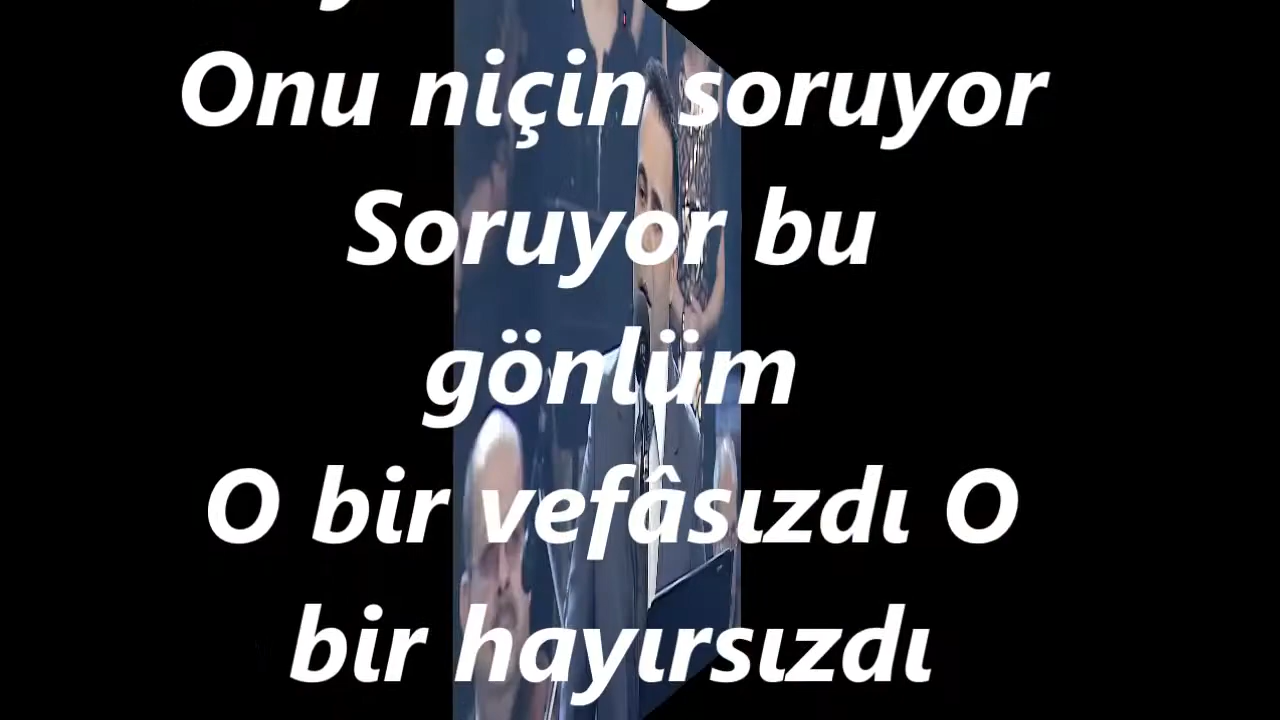 Onu niçin soruyor
Soruyor bu
gönlüm
O bir vefâsızdı O
bir hayırsızdı